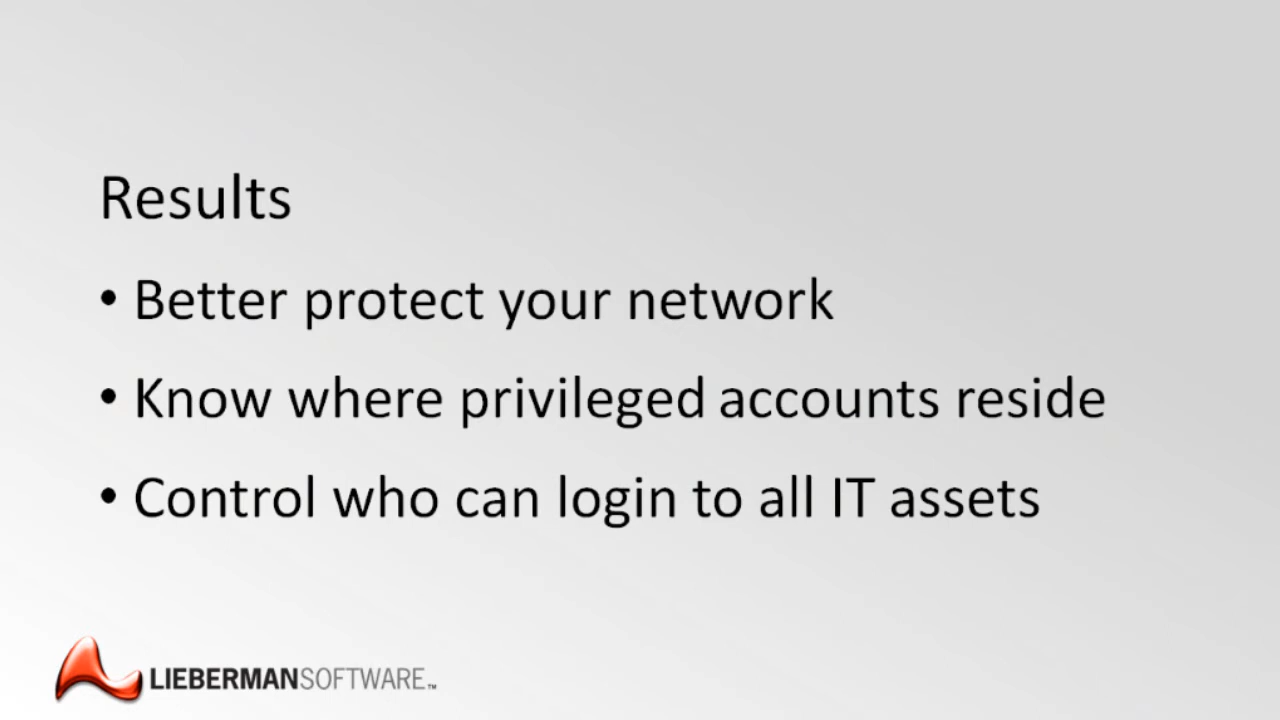 Results
• Better protect your network
• Know where privileged accounts reside
• Control who can login to all IT assets
LIEBERMANSOFTWARE™